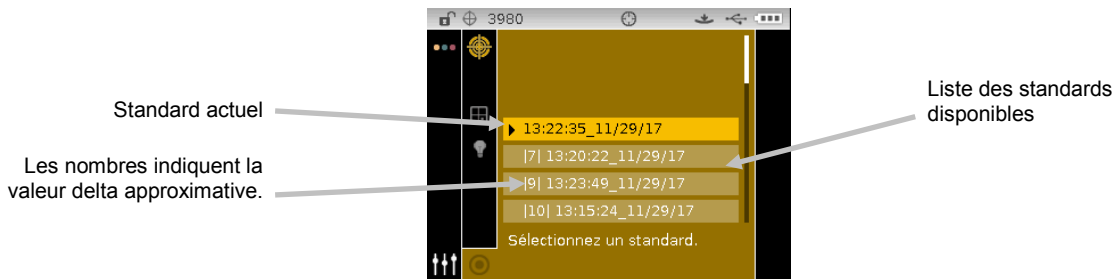 3980
Standard actuel
Les nombres indiquent la
valeur delta approximative.
▶ 13:22:35_11/29/17
|7| 13:20:22_11/29/17
|9| 13:23:49_11/29/17
|10| 13:15:24_11/29/17
Sélectionnez un standard.
Liste des standards
disponibles